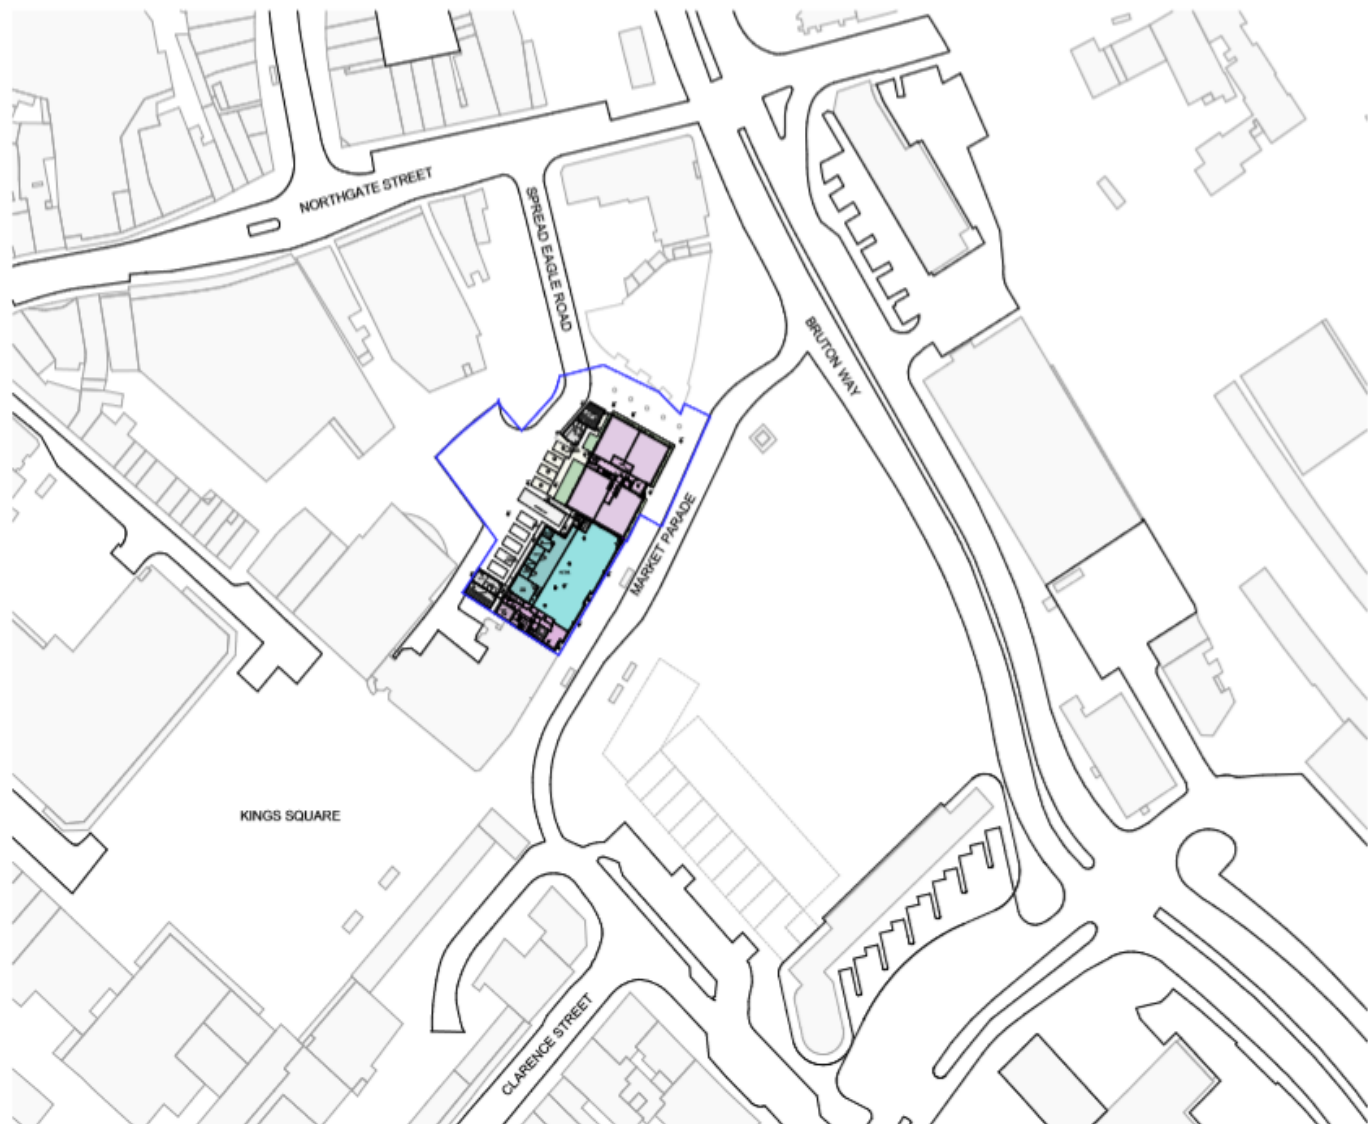 NORTHGATE STREET
SPREAD EAGLE ROAD
BRUTON WAY
MARKET PARADE
KINGS SQUARE
CLARENCE STREET